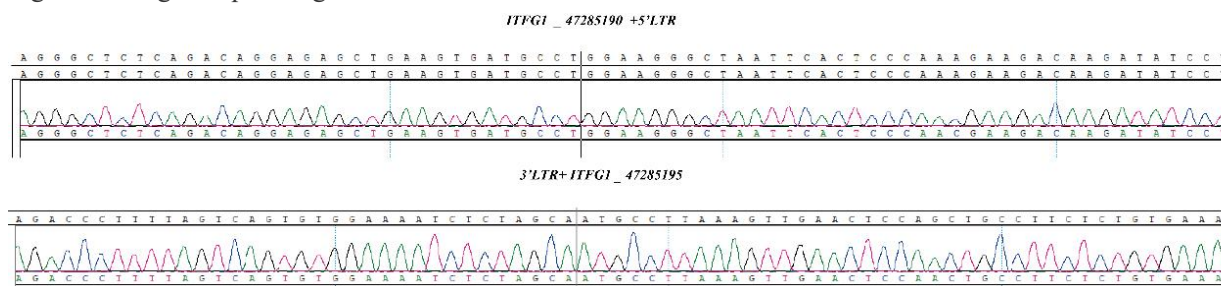 ITFG1 _ 47285190 +5'LTR
A G G G C T C T C A G A C A G G A G A G C T G A A G T G A T G C C T G G A A G G G C T A A T T C A C T C C C A A A G A A G A C A A G A T A T C C T
A G G G C T C T C A G A C A G G A G A G C T G A A G T G A T G C C T G G A A G G G C T A A T T C A C T C C C A A A G A A G A C A A G A T A T C C T
A G G G C T C T C A G A C A G G A G A G C T G A A G T G A T G C C T G G A A G G G C T A A T T C A C T C C C A A C G A A G A C A A G A T A T C C
3'LTR+ ITFG1 _ 47285195
A G A C C C T T T T A G T C A G T G T G G A A A A T C T C T A G C A A T G C C T T A A A G T T G A A C T C C A G C T G C C T T C T C T G T G A A A
A G A C C C T T T T A G T C A G T G T G G A A A A T C T C T A G C A A T G C C T T A A A G T T G A A C T C C A A C T G C C T T C T C T G T G A A A